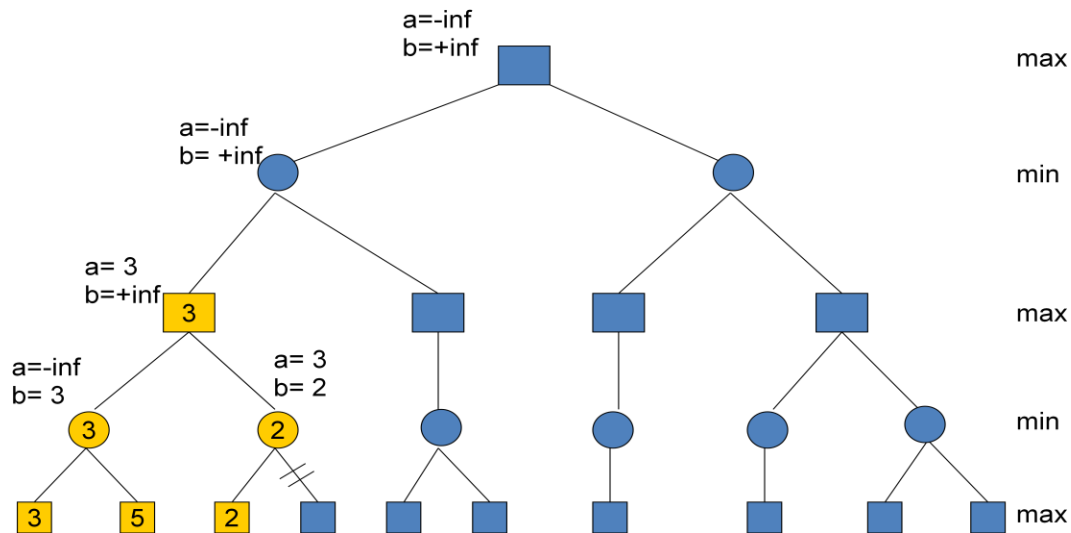 a=-inf
b=+inf
max
a=-inf
b= +inf
min
a= 3
b=+inf
3
max
a=-inf
b= 3
a= 3
b= 2
3
2
min
3
5
2
max